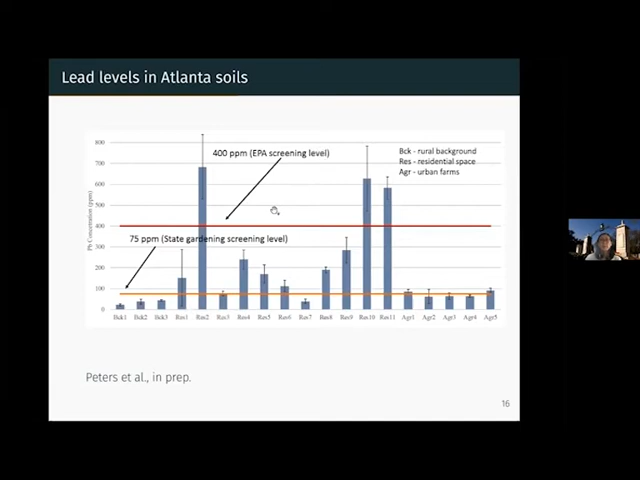 Lead levels in Atlanta soils
800
400 ppm (EPA screening level)
Bck - rural background
Res - residential space
Agr - urban farms
700
600
500
400
75 ppm (State gardening screening level)
300
200
100
0
Pb Concentration (ppm)
Bck1 Bck2 Bck3 Res1 Res2 Res3 Res4 Res5 Res6 Res7 Res8 Res9 Res10 Res11 Agr1 Agr2 Agr3 Agr4 Agr5
Peters et al., in prep.
16